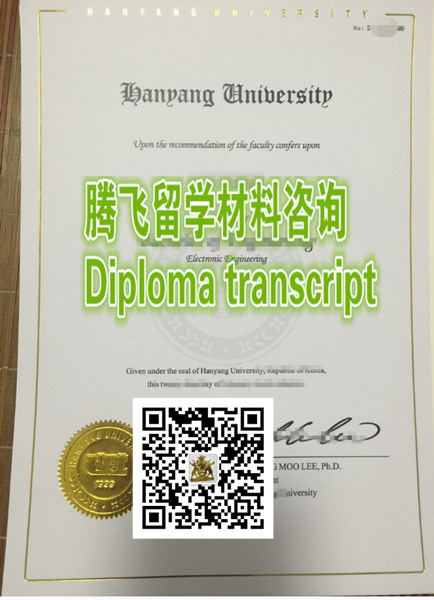 HANYANG UNIVERSITY
No:
Hanyang University
Upon the recommendation of the faculty confers upon
腾飞留学材料咨询
Electronic Engineering
Diploma transcript
Given under the seal of Hanyang University, Republic of Korea,
this day of
MOO LEE, Ph.D.
University
1939